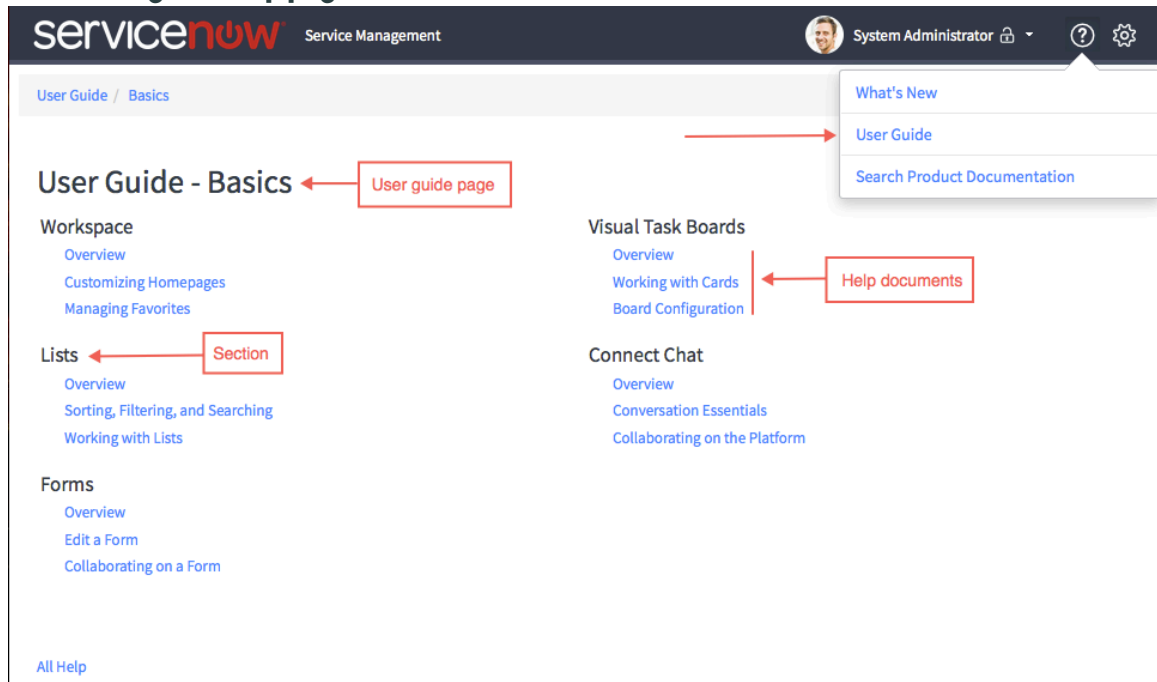 servicenow Service Management System Administrator
User Guide / Basics
What's New
User Guide
Search Product Documentation
User Guide - Basics
User guide page
Workspace
Overview
Customizing Homepages
Managing Favorites
Visual Task Boards
Overview
Working with Cards
Board Configuration
Help documents
Lists
Section
Overview
Sorting, Filtering, and Searching
Working with Lists
Connect Chat
Overview
Conversation Essentials
Collaborating on the Platform
Forms
Overview
Edit a Form
Collaborating on a Form
All Help